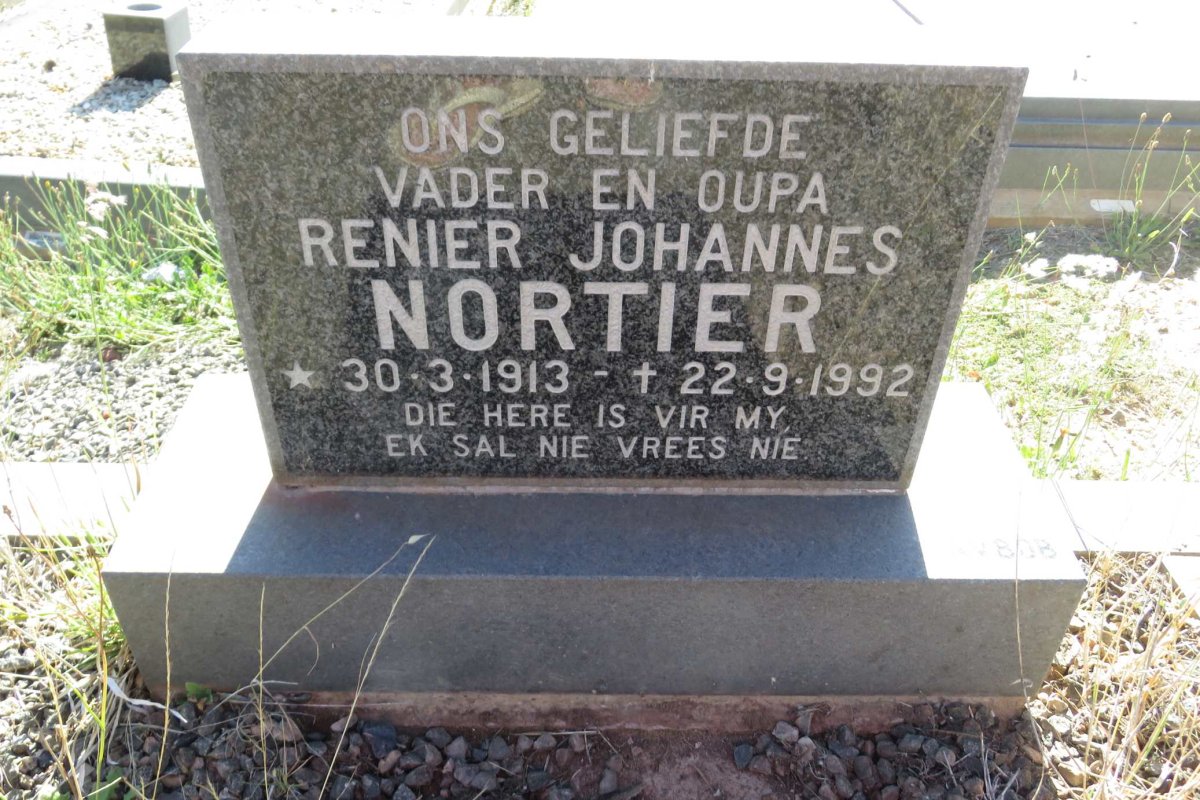 ONS GELIEFDE
VADER EN OUPA
RENIER JOHANNES
NORTIER
★ 30·3·1913 – † 22·9·1992
DIE HERE IS VIR MY,
EK SAL NIE VREES NIE.